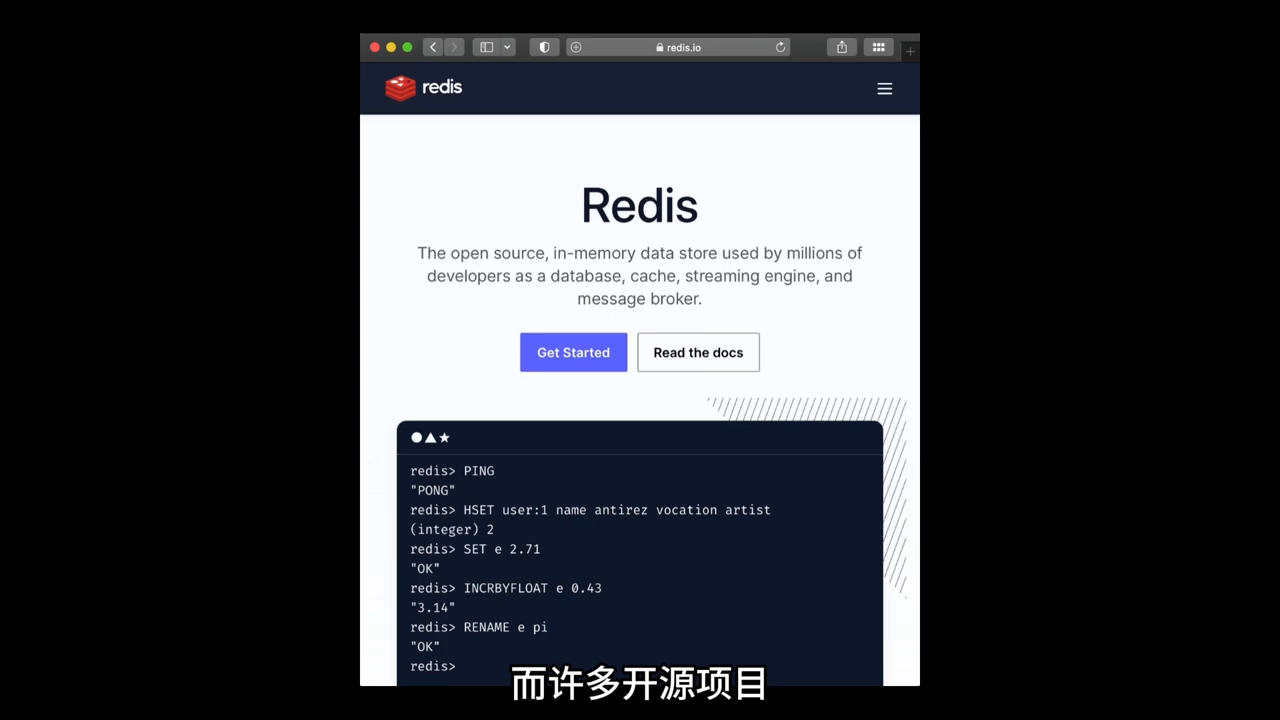 redis.io
redis
Redis
The open source, in-memory data store used by millions of
developers as a database, cache, streaming engine, and
message broker.
Get Started
Read the docs
redis> PING
"PONG"
redis> HSET user:1 name antirez vocation artist
(integer) 2
redis> SET e 2.71
"OK"
redis> INCRBYFLOAT e 0.43
"3.14"
redis> RENAME e pi
"OK"
redis>
而许多开源项目